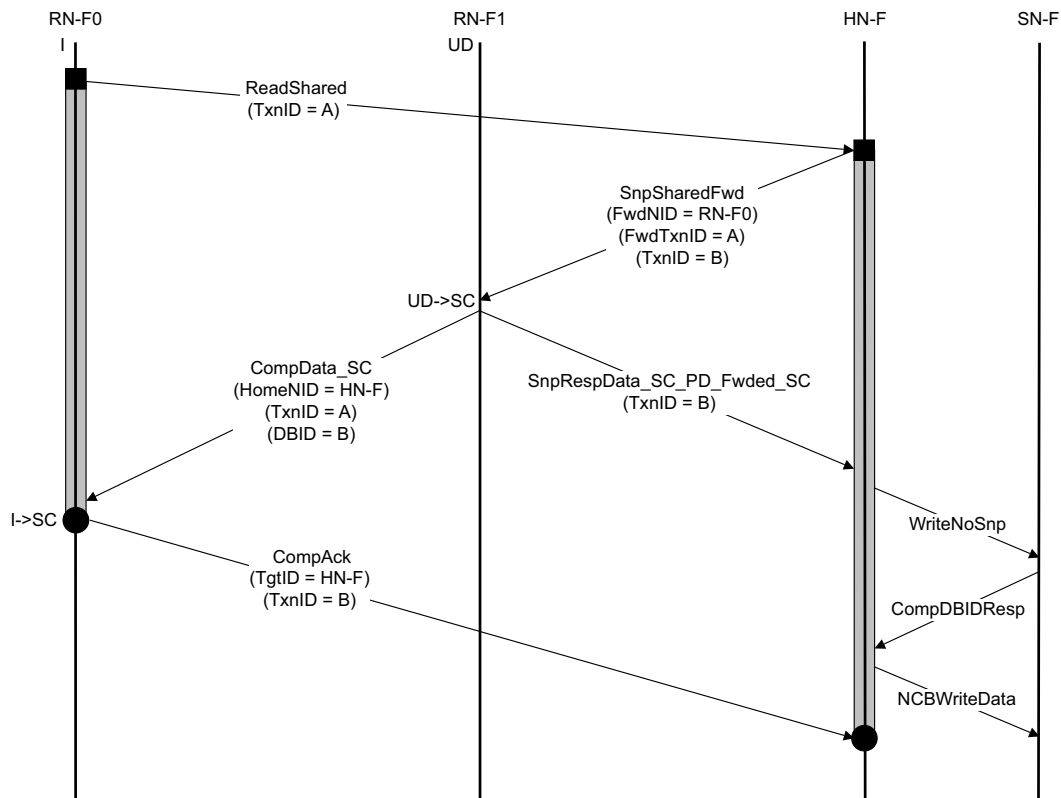 RN-F0
RN-F1
HN-F
SN-F
I
UD
ReadShared
(TxnID = A)
SnpSharedFwd
(FwdNID = RN-F0)
(FwdTxnID = A)
(TxnID = B)
UD->SC
CompData_SC
(HomeNID = HN-F)
(TxnID = A)
(DBID = B)
SnpRespData_SC_PD_Fwded_SC
(TxnID = B)
I->SC
WriteNoSnp
CompAck
(TgtID = HN-F)
(TxnID = B)
CompDBIDResp
NCBWriteData